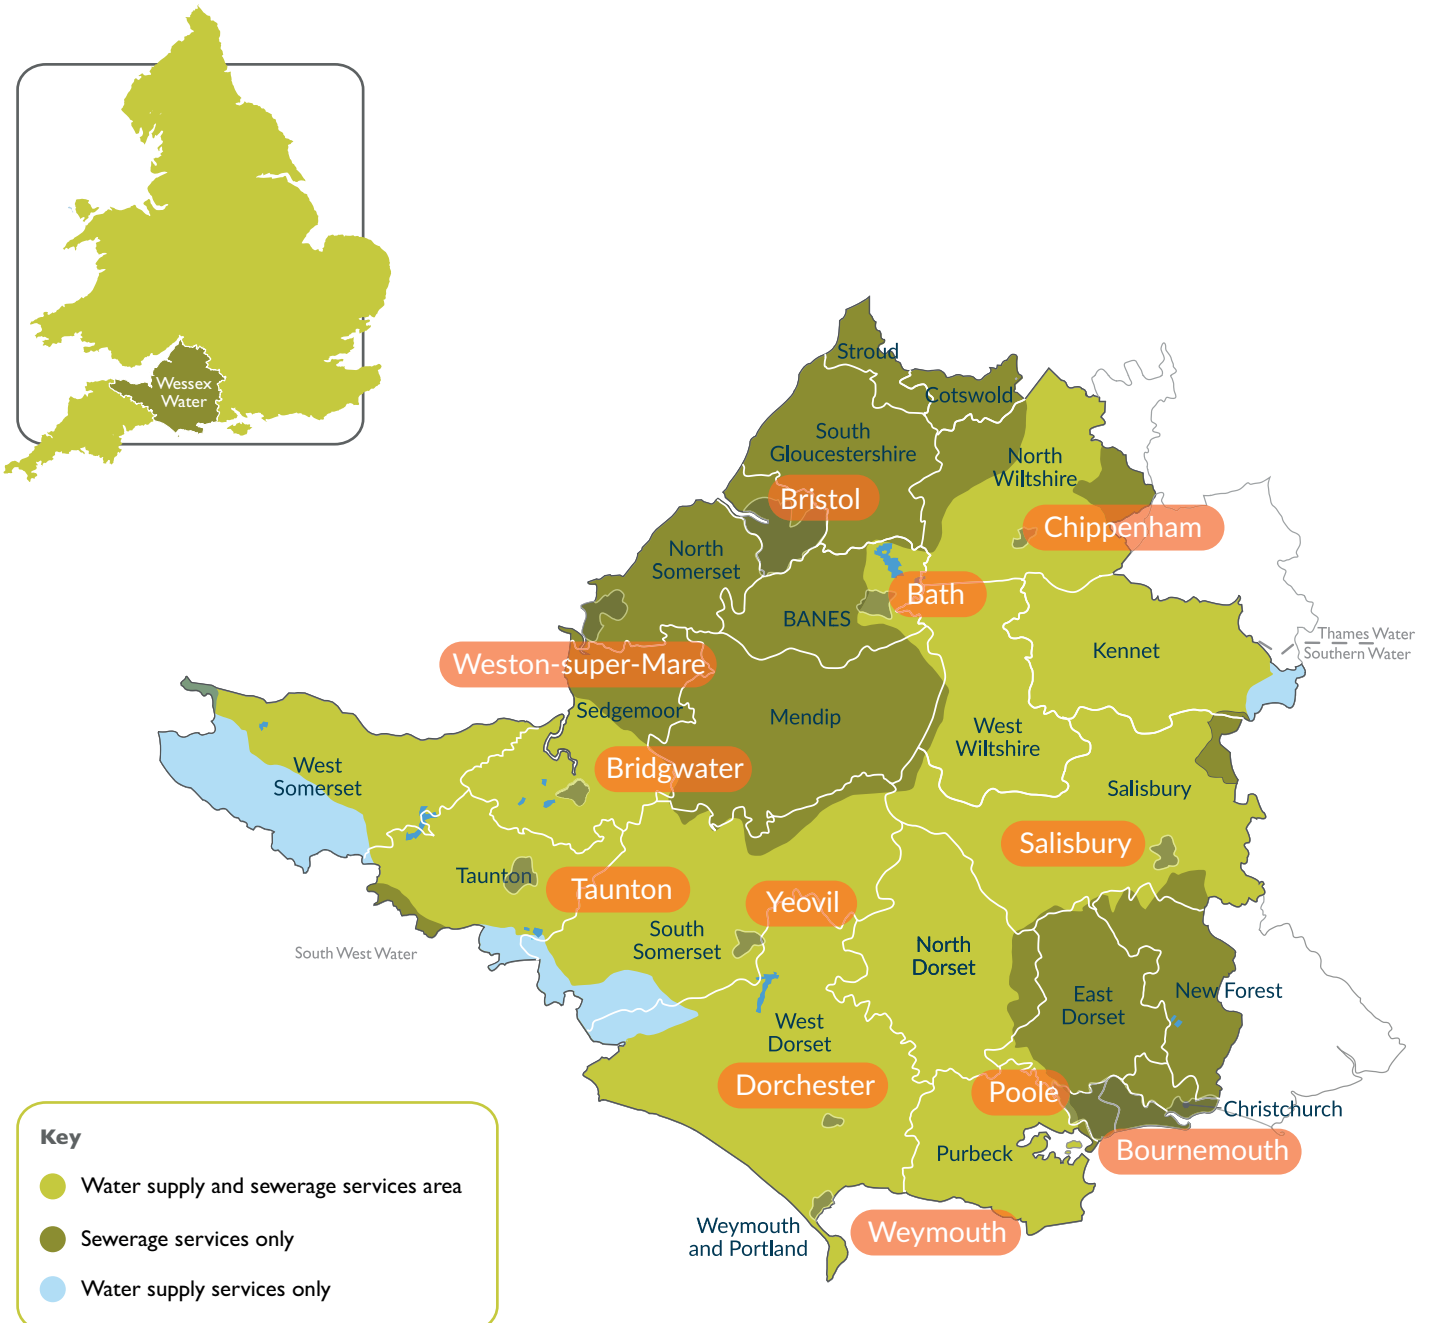 Wessex
Water
Stroud
Cotswold
South
Gloucestershire
North
Wiltshire
Bristol
Chippenham
North
Somerset
Bath
BANES
Thames Water
Southern Water
Kennet
Weston-super-Mare
Sedgemoor
Mendip
West
Wiltshire
West
Somerset
Bridgwater
Salisbury
Salisbury
Taunton
Taunton
Yeovil
South
Somerset
South West Water
North
Dorset
East
Dorset
New Forest
West
Dorset
Dorchester
Poole
Christchurch
Bournemouth
Purbeck
Weymouth
and Portland
Weymouth
Key
Water supply and sewerage services area
Sewerage services only
Water supply services only